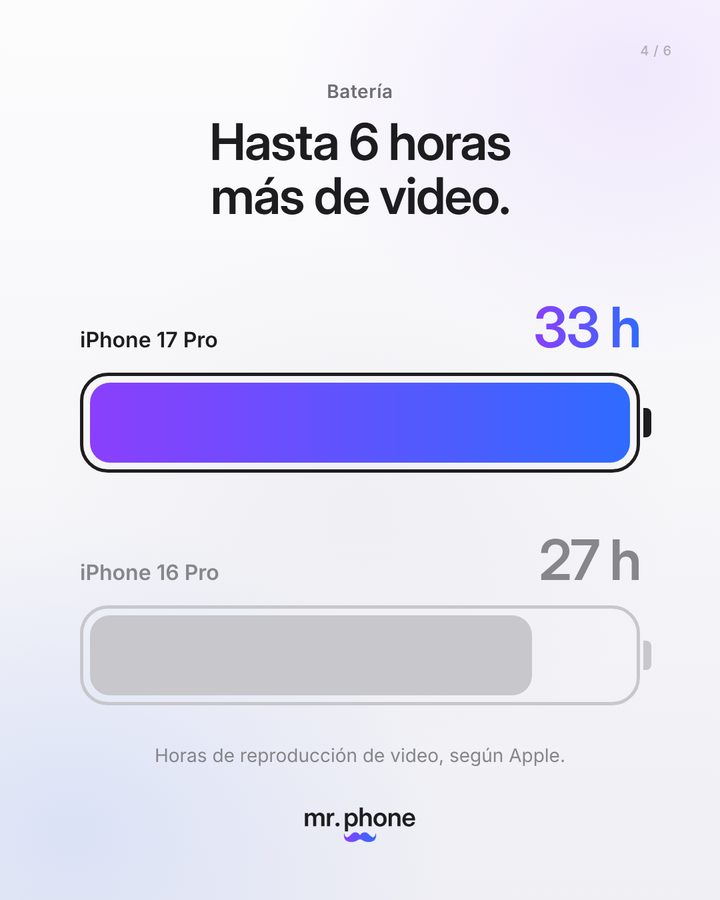 4 / 6
Batería
Hasta 6 horas
más de video.
iPhone 17 Pro
33 h
iPhone 16 Pro
27 h
Horas de reproducción de video, según Apple.
mr. phone